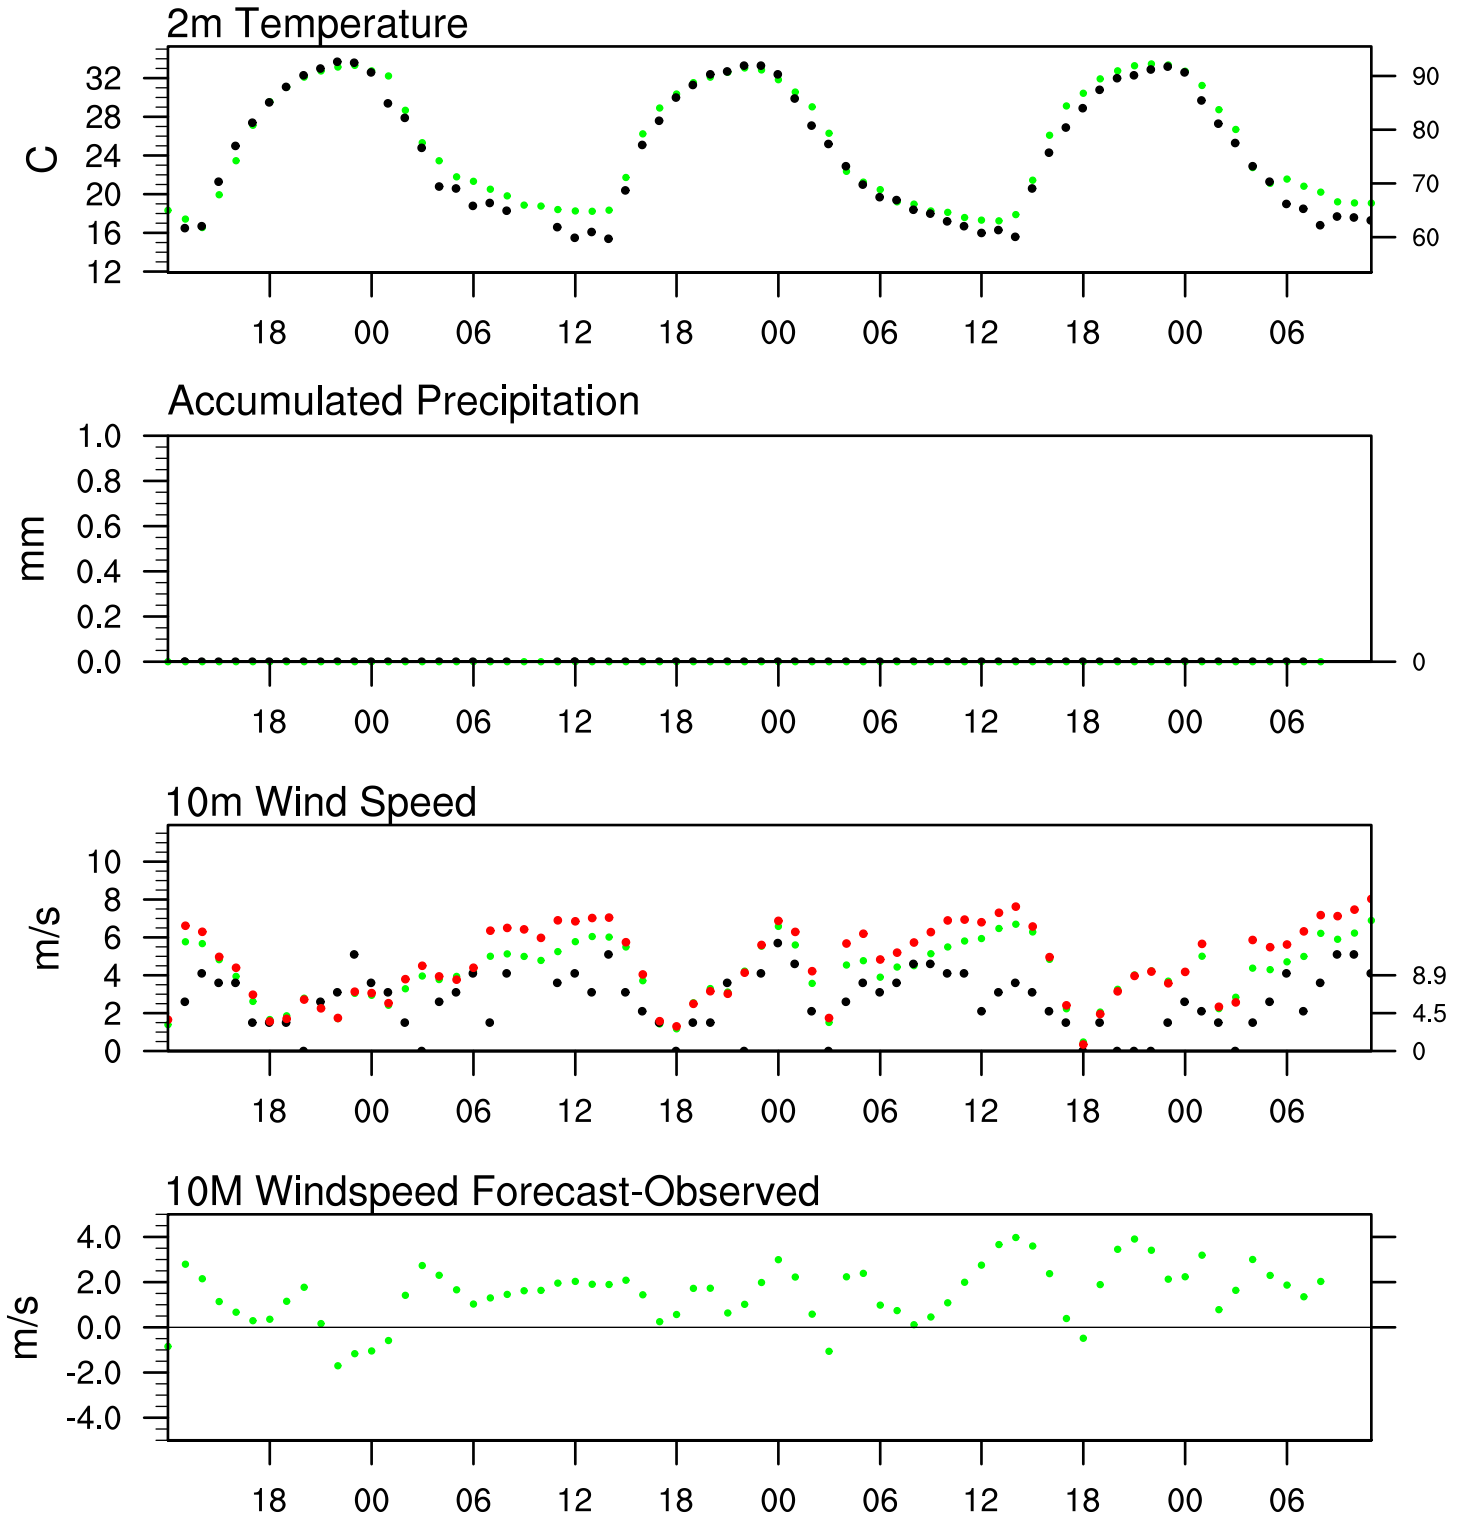 2m Temperature
32
28
24
20
16
12
C
90
80
70
60
18 00 06 12 18 00 06 12 18 00 06
Accumulated Precipitation
1.0
0.8
0.6
0.4
0.2
0.0
mm
0
18 00 06 12 18 00 06 12 18 00 06
10m Wind Speed
10
8
6
4
2
0
m/s
8.9
4.5
0
18 00 06 12 18 00 06 12 18 00 06
10M Windspeed Forecast-Observed
4.0
2.0
0.0
-2.0
-4.0
m/s
18 00 06 12 18 00 06 12 18 00 06